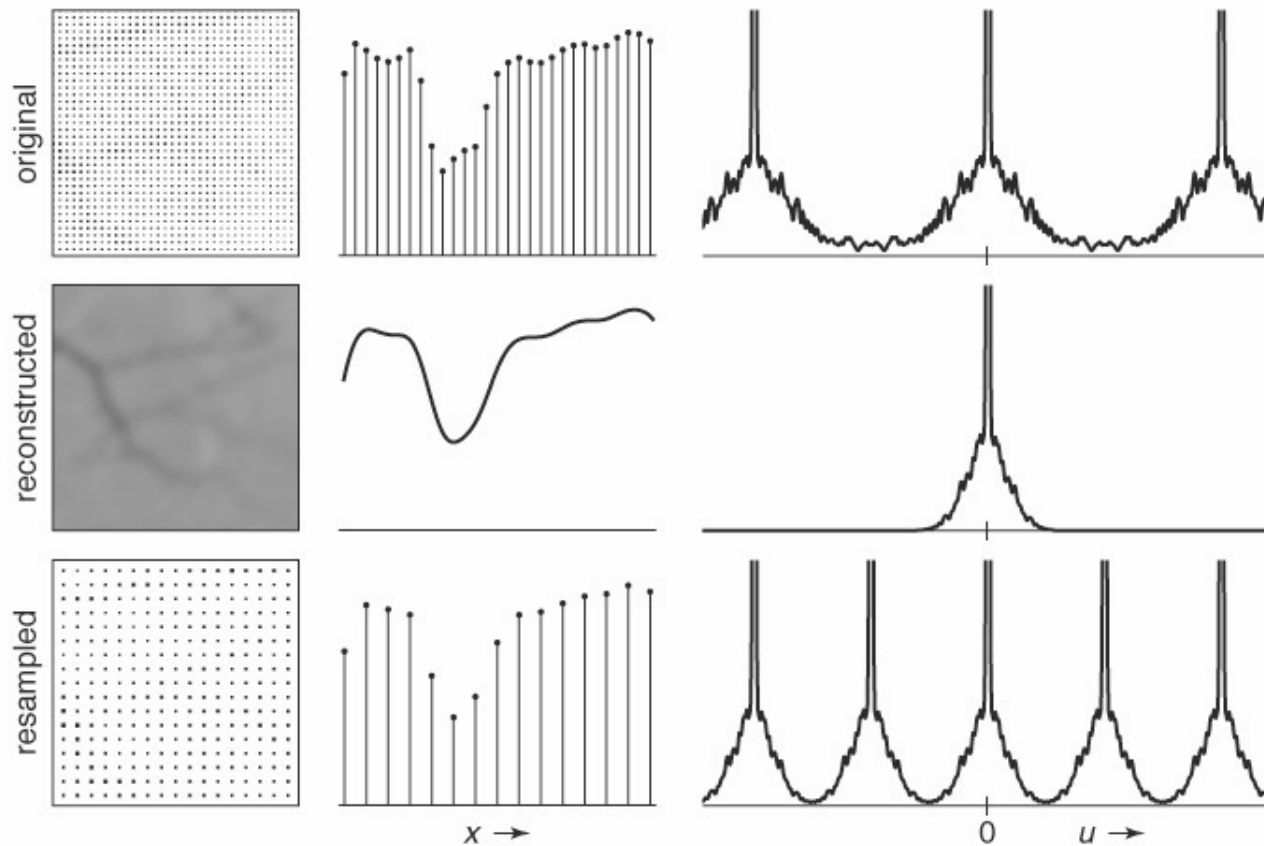 original
reconstructed
resampled
x →
0
u →